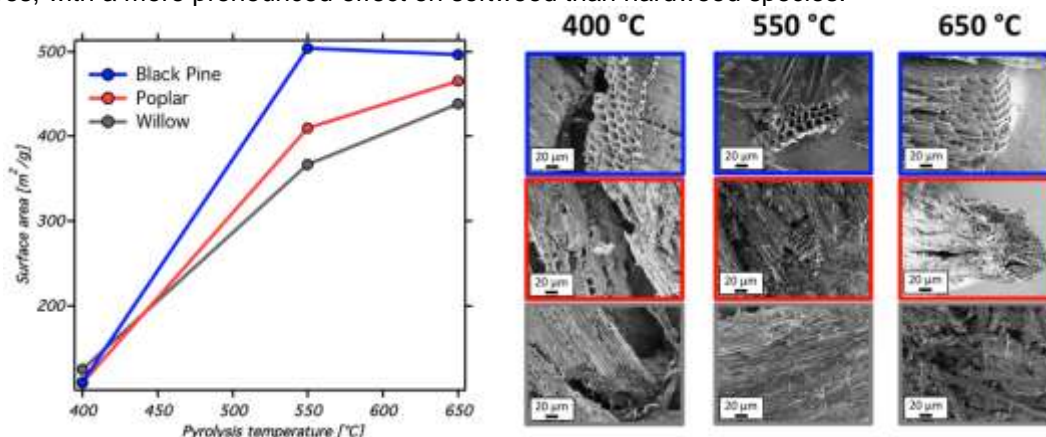 es, with a more pronounced effect on softwood than hardwood species.
400 °C 550 °C 650 °C
500
400
300
200
Surface area [m²/g]
Black Pine
Poplar
Willow
400 450 500 550 600 650
Pyrolysis temperature [°C]
20 µm 20 µm 20 µm
20 µm 20 µm 20 µm
20 µm 20 µm 20 µm